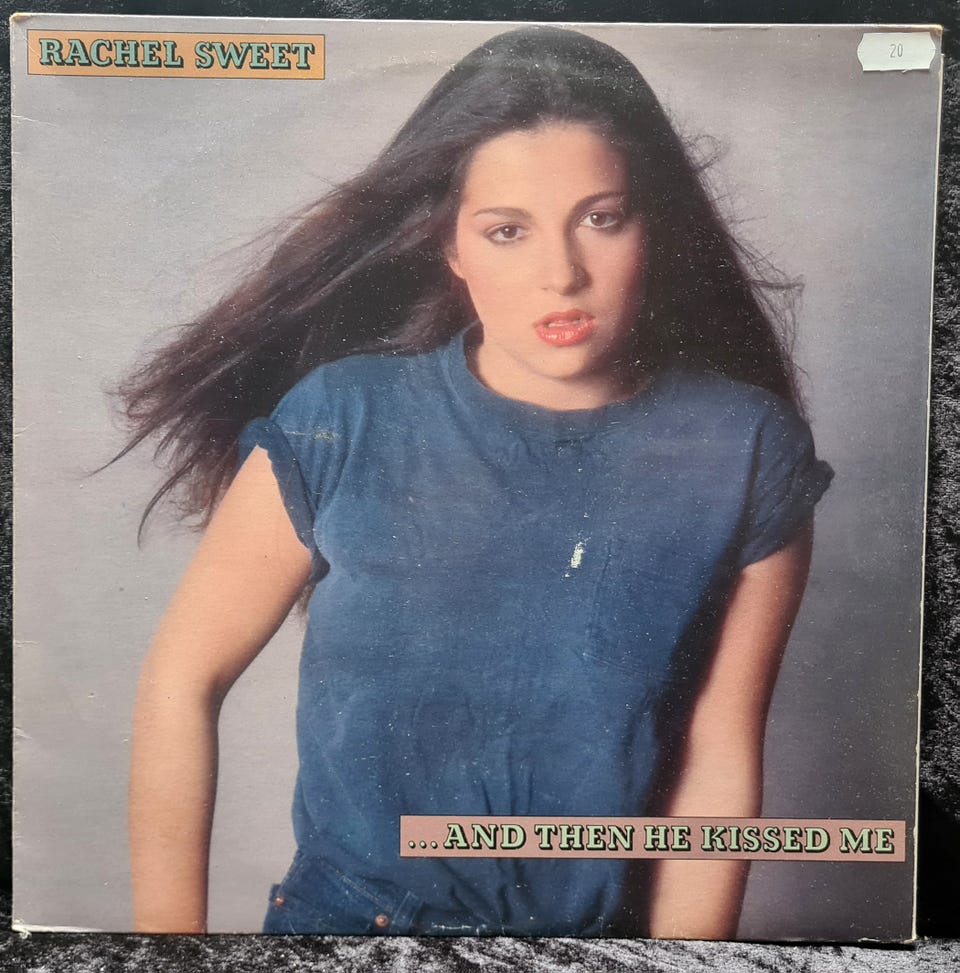 RACHEL SWEET
20
...AND THEN HE KISSED ME